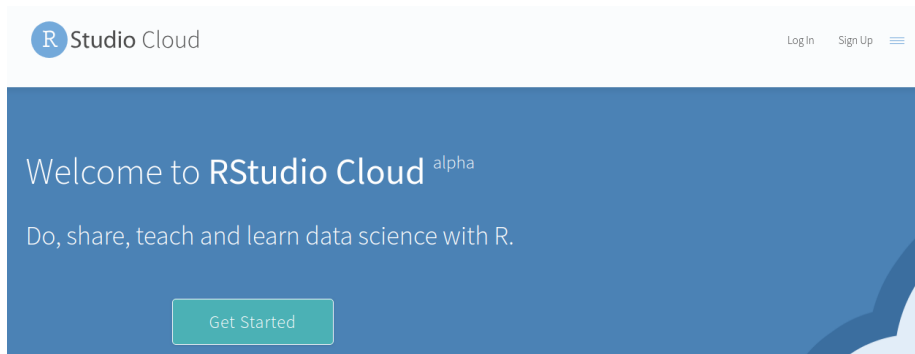 R Studio Cloud
Log In Sign Up
Welcome to RStudio Cloud alpha
Do, share, teach and learn data science with R.
Get Started